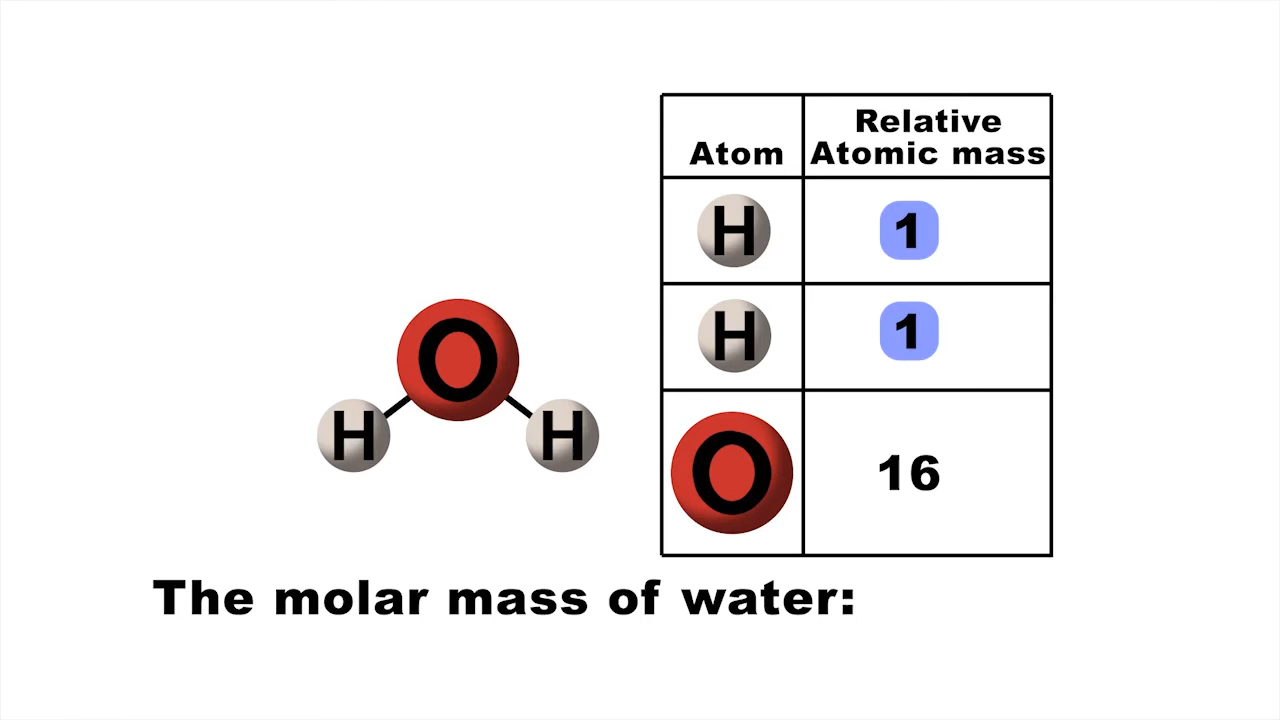 Relative
Atom Atomic mass
H 1
H 1
O
O 16
H H
The molar mass of water: